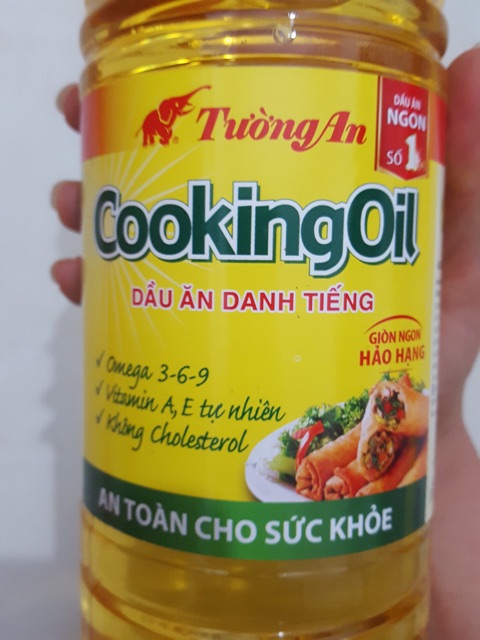 Tường An
DẦU ĂN
NGON
Số 1
CookingOil
DẦU ĂN DANH TIẾNG
GIÒN NGON
HẢO HẠNG
✓ Omega 3-6-9
✓ Vitamin A, E tự nhiên
✓ Không Cholesterol
AN TOÀN CHO SỨC KHỎE